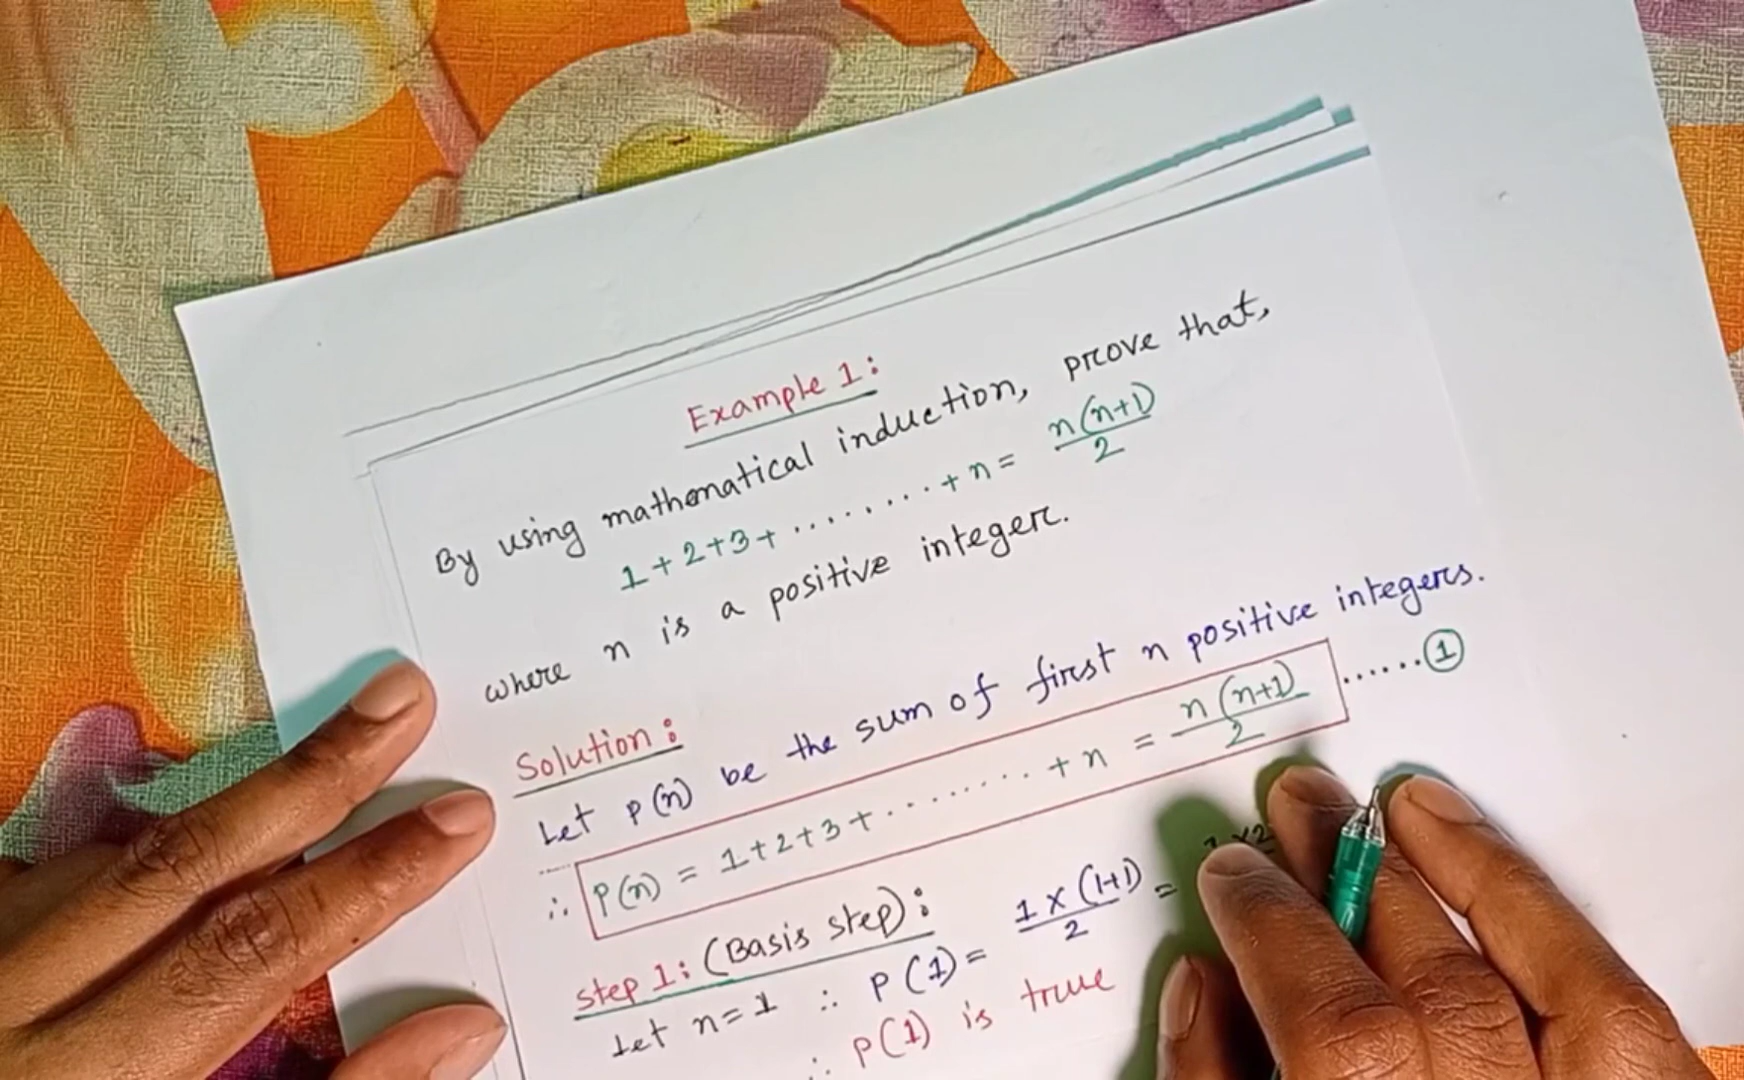 Example 1:
By using mathematical induction, prove that,
1+2+3+.........+n = n(n+1)/2
where n is a positive integer.
Solution:
Let P(n) be the sum of first n positive integers.
∴ P(n) = 1+2+3+.........+n = n(n+1)/2 ......①
Step 1: (Basis step):
Let n=1 ∴ P(1)= 1×(1+1)/2 =
∴ P(1) is true